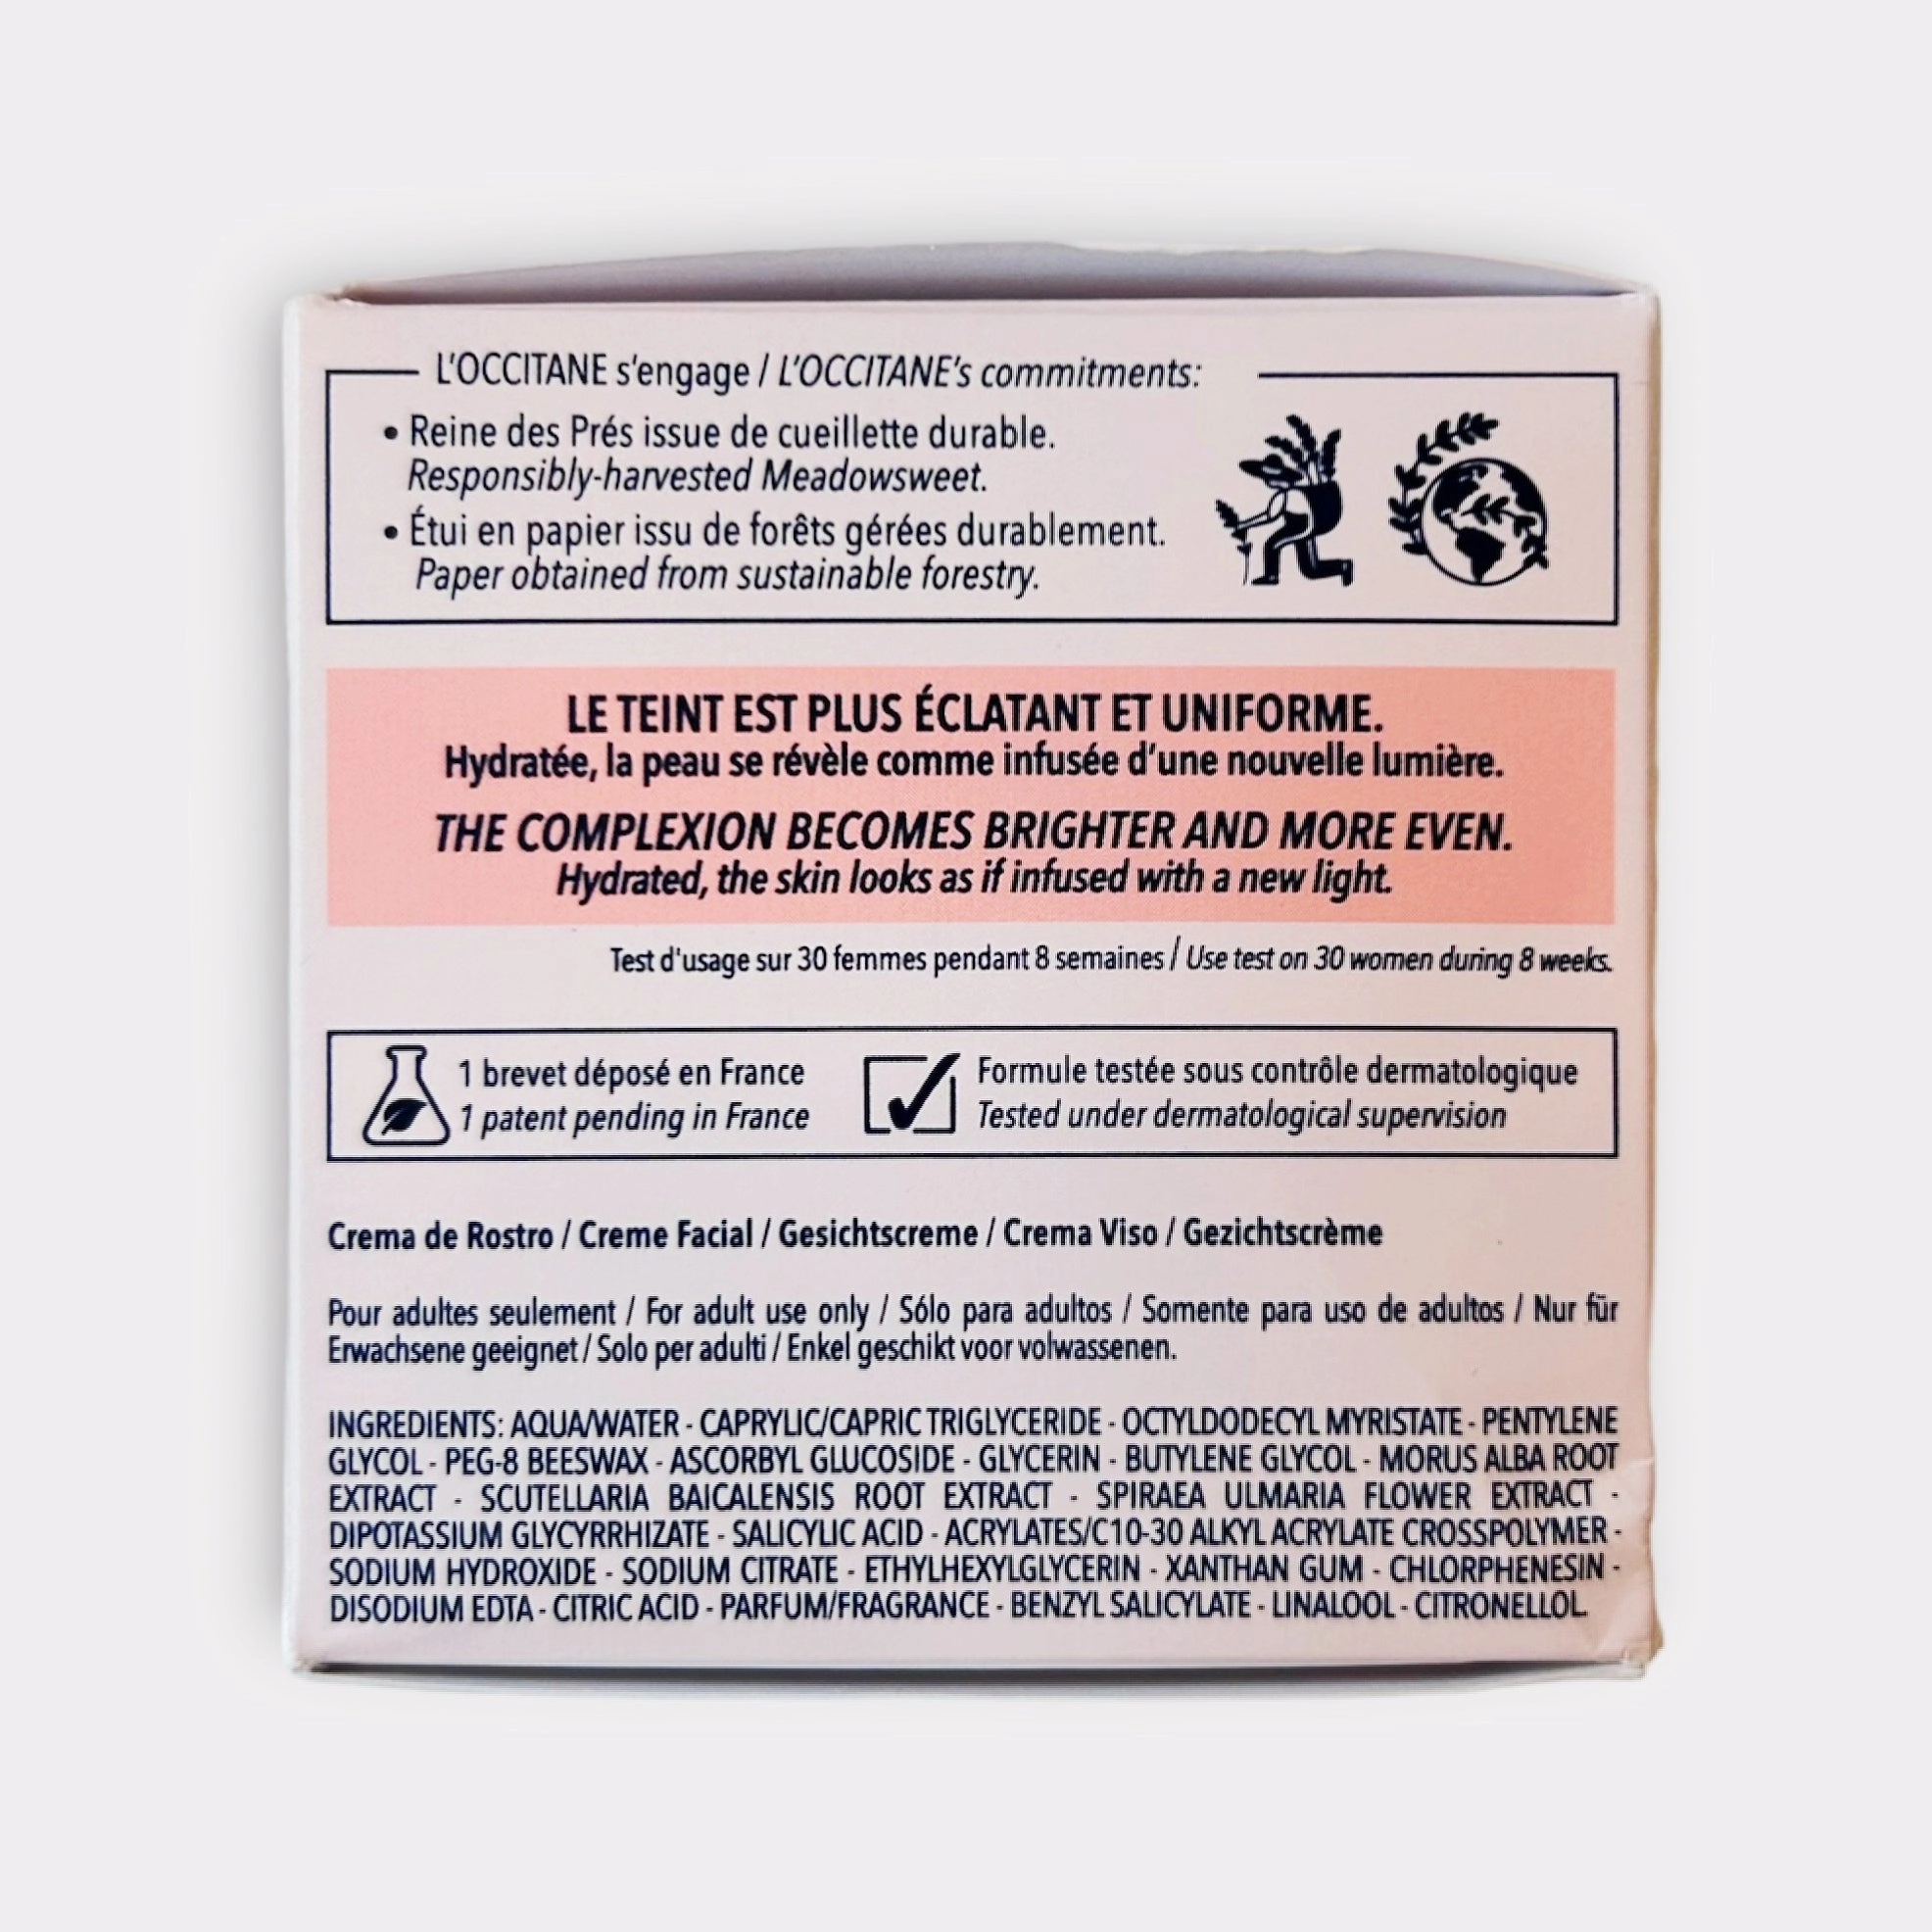 L'OCCITANE s'engage / L'OCCITANE's commitments:
• Reine des Prés issue de cueillette durable.
Responsibly-harvested Meadowsweet.
• Étui en papier issu de forêts gérées durablement.
Paper obtained from sustainable forestry.
LE TEINT EST PLUS ÉCLATANT ET UNIFORME.
Hydratée, la peau se révèle comme infusée d'une nouvelle lumière.
THE COMPLEXION BECOMES BRIGHTER AND MORE EVEN.
Hydrated, the skin looks as if infused with a new light.
Test d'usage sur 30 femmes pendant 8 semaines / Use test on 30 women during 8 weeks.
1 brevet déposé en France
1 patent pending in France
Formule testée sous contrôle dermatologique
Tested under dermatological supervision
Crema de Rostro / Creme Facial / Gesichtscreme / Crema Viso / Gezichtscrème
Pour adultes seulement / For adult use only / Sólo para adultos / Somente para uso de adultos / Nur für
Erwachsene geeignet / Solo per adulti / Enkel geschikt voor volwassenen.
INGREDIENTS: AQUA/WATER - CAPRYLIC/CAPRIC TRIGLYCERIDE - OCTYLDODECYL MYRISTATE - PENTYLENE
GLYCOL - PEG-8 BEESWAX - ASCORBYL GLUCOSIDE - GLYCERIN - BUTYLENE GLYCOL - MORUS ALBA ROOT
EXTRACT - SCUTELLARIA BAICALENSIS ROOT EXTRACT - SPIRAEA ULMARIA FLOWER EXTRACT -
DIPOTASSIUM GLYCYRRHIZATE - SALICYLIC ACID - ACRYLATES/C10-30 ALKYL ACRYLATE CROSSPOLYMER -
SODIUM HYDROXIDE - SODIUM CITRATE - ETHYLHEXYLGLYCERIN - XANTHAN GUM - CHLORPHENESIN -
DISODIUM EDTA - CITRIC ACID - PARFUM/FRAGRANCE - BENZYL SALICYLATE - LINALOOL - CITRONELLOL.